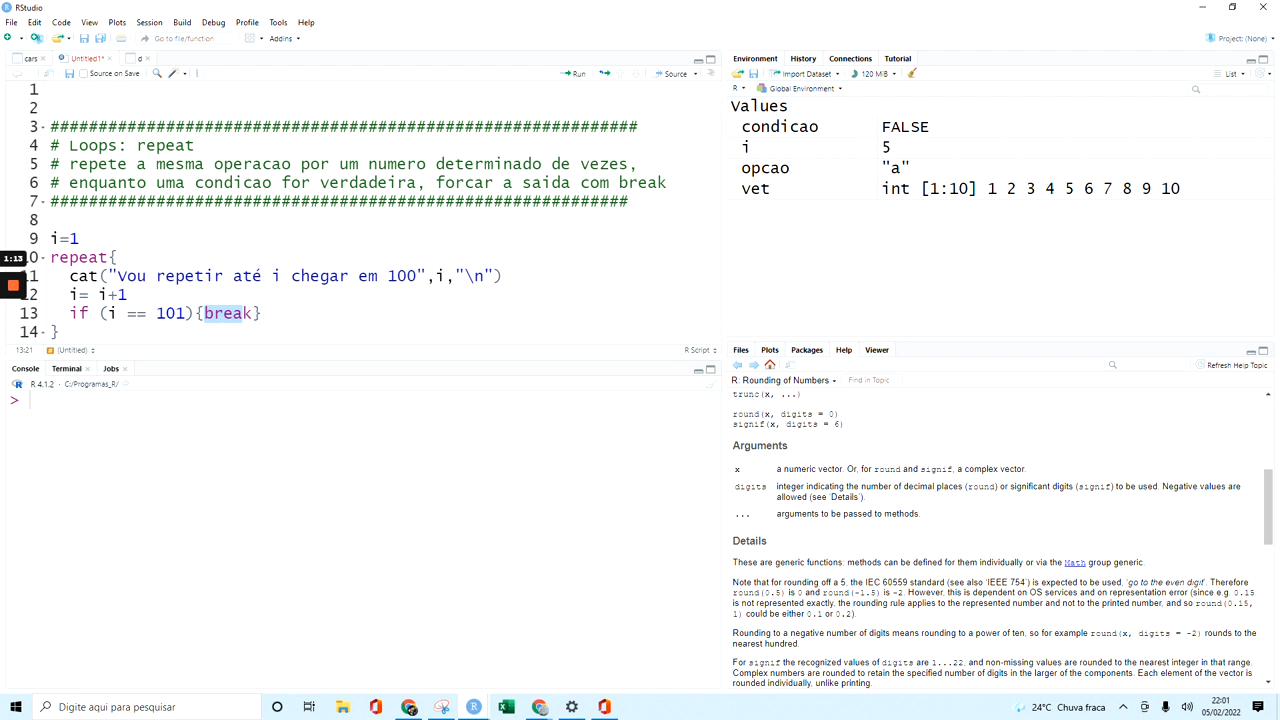 RStudio
File Edit Code View Plots Session Build Debug Profile Tools Help
Go to file/function Addins
Project: (None)
cars Untitled1* d
Source on Save Run Source
1
2
3 #############################################################
4 # Loops: repeat
5 # repete a mesma operacao por um numero determinado de vezes,
6 # enquanto uma condicao for verdadeira, forcar a saida com break
7 ############################################################
8
9 i=1
10 repeat{
11 cat("Vou repetir até i chegar em 100",i,"\n")
12 i= i+1
13 if (i == 101){break}
14 }
1:13
13:21 (Untitled) R Script
Console Terminal Jobs
R 4.1.2 · C:/Programas_R/
>
Environment History Connections Tutorial
Import Dataset 120 MiB List
R Global Environment
Values
condicao FALSE
i 5
opcao "a"
vet int [1:10] 1 2 3 4 5 6 7 8 9 10
Files Plots Packages Help Viewer
Refresh Help Topic
R: Rounding of Numbers Find in Topic
trunc(x, ...)
round(x, digits = 0)
signif(x, digits = 6)
Arguments
x a numeric vector. Or, for round and signif, a complex vector.
digits integer indicating the number of decimal places (round) or significant digits (signif) to be used. Negative values are
allowed (see ‘Details’).
... arguments to be passed to methods.
Details
These are generic functions: methods can be defined for them individually or via the Math group generic.
Note that for rounding off a 5, the IEC 60559 standard (see also ‘IEEE 754’) is expected to be used, ‘go to the even digit’. Therefore
round(0.5) is 0 and round(-1.5) is -2. However, this is dependent on OS services and on representation error (since e.g. 0.15
is not represented exactly, the rounding rule applies to the represented number and not to the printed number, and so round(0.15,
1) could be either 0.1 or 0.2).
Rounding to a negative number of digits means rounding to a power of ten, so for example round(x, digits = -2) rounds to the
nearest hundred.
For signif the recognized values of digits are 1...22, and non-missing values are rounded to the nearest integer in that range.
Complex numbers are rounded to retain the specified number of digits in the larger of the components. Each element of the vector is
rounded individually, unlike printing.
Digite aqui para pesquisar
24°C Chuva fraca
22:01
05/02/2022